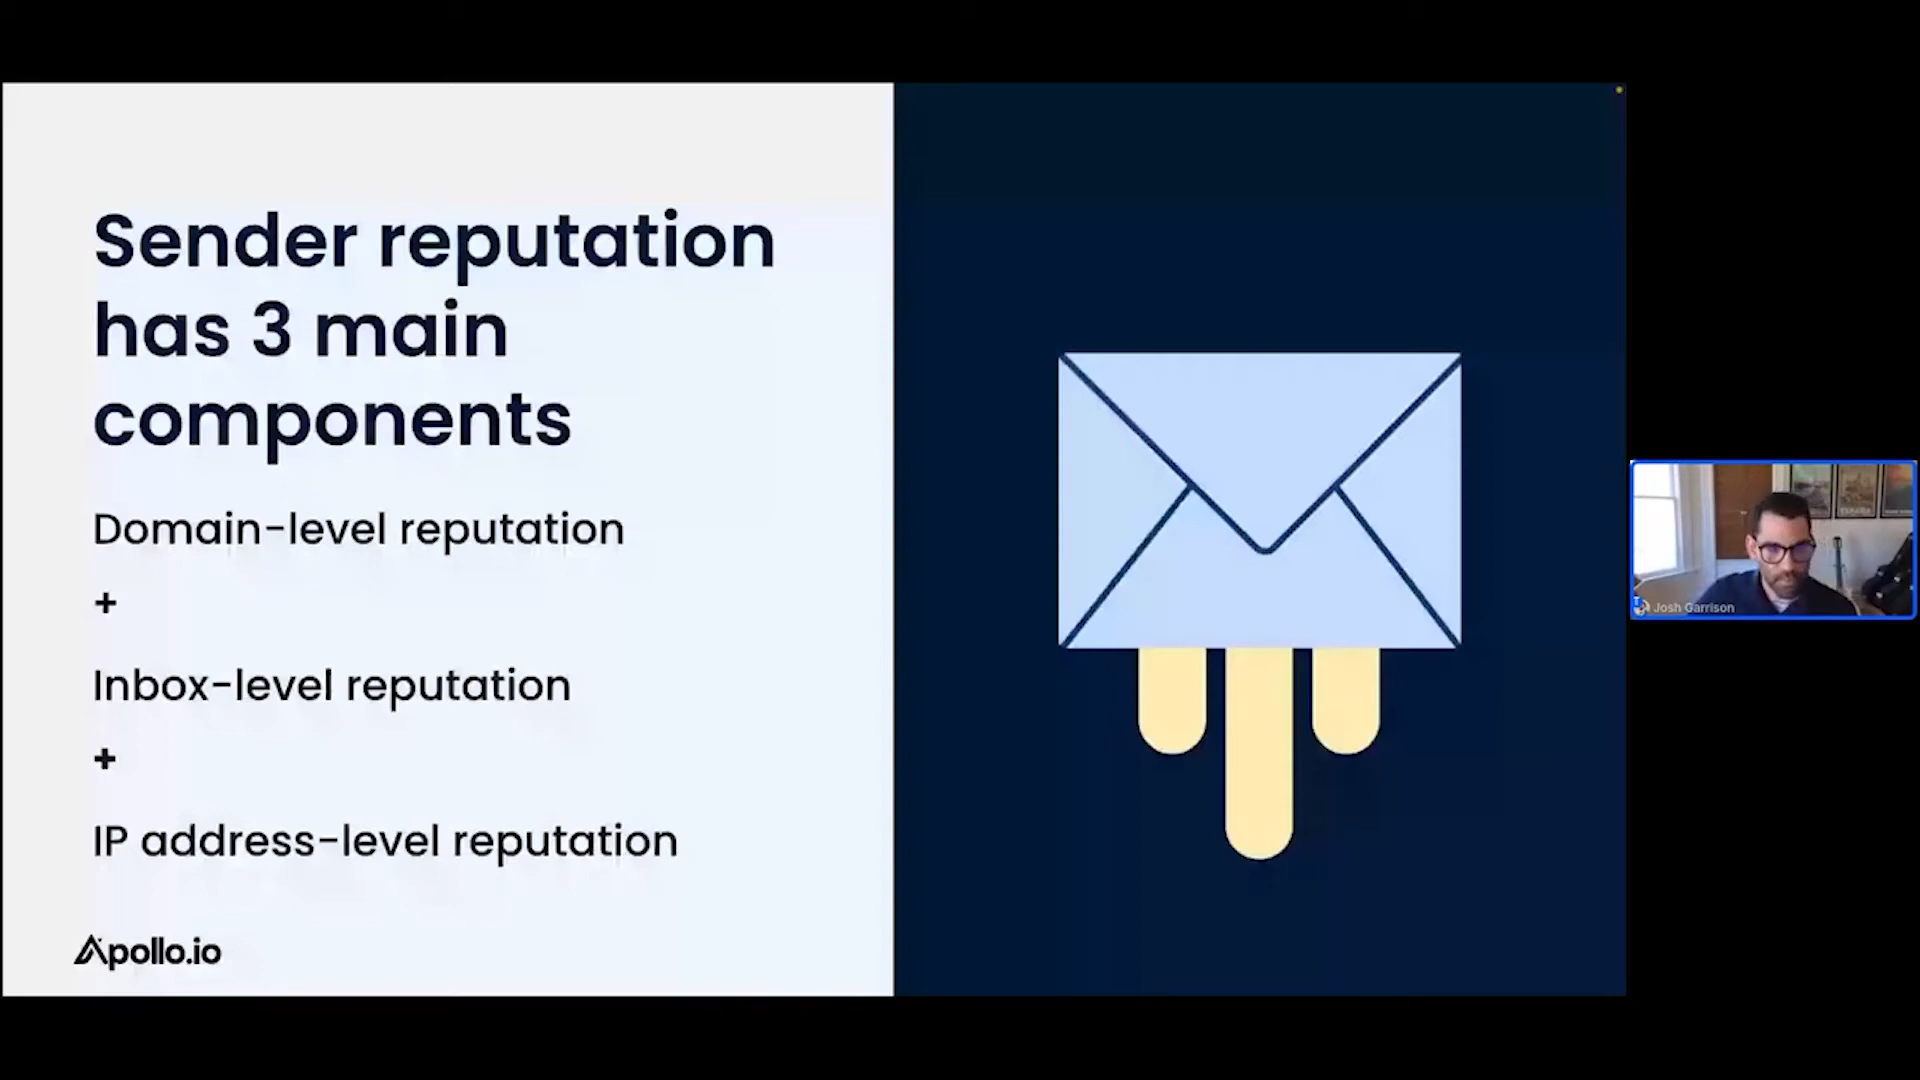 Sender reputation
has 3 main
components
Domain-level reputation
+
Inbox-level reputation
+
IP address-level reputation
Apollo.io
Josh Garrison